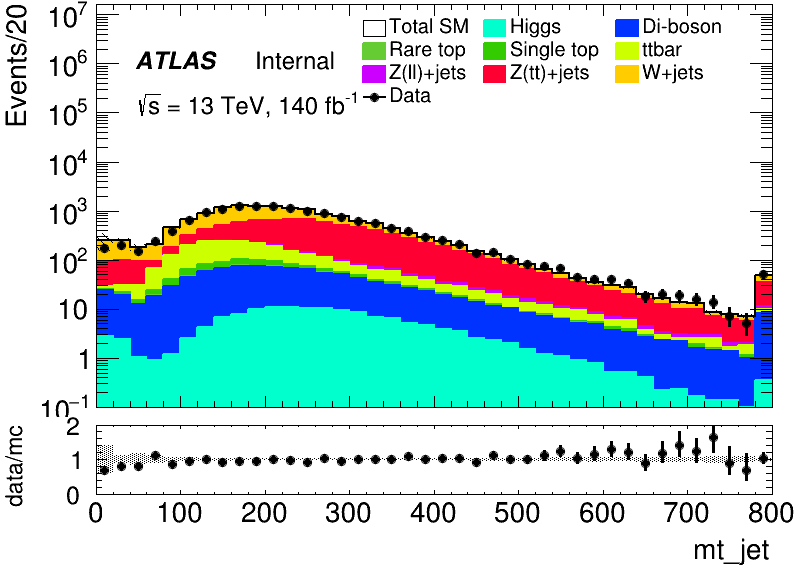 Events/20
10⁷
10⁶
10⁵
10⁴
10³
10²
10
1
10⁻¹
ATLAS Internal
√s = 13 TeV, 140 fb⁻¹
Total SM Higgs Di-boson
Rare top Single top ttbar
Z(ll)+jets Z(tt)+jets W+jets
Data
data/mc
2
1
0
0 100 200 300 400 500 600 700 800
mt_jet